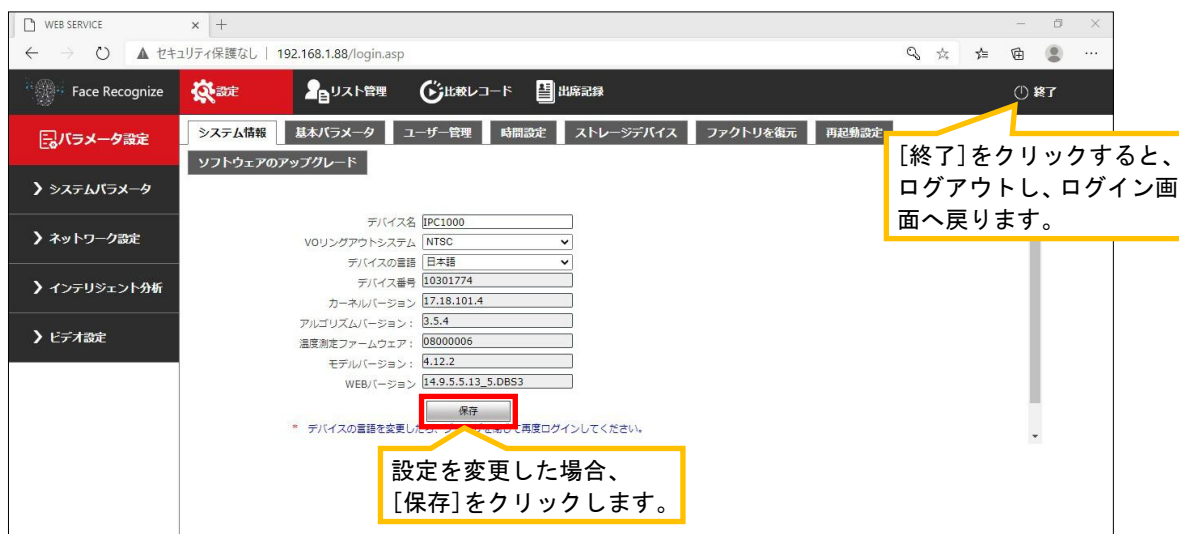 WEB SERVICE
セキュリティ保護なし | 192.168.1.88/login.asp
Face Recognize 設定 リスト管理 比較レコード 出席記録 終了
パラメータ設定
システム情報 基本パラメータ ユーザー管理 時間設定 ストレージデバイス ファクトリを復元 再起動設定
ソフトウェアのアップグレード
[終了]をクリックすると、
ログアウトし、ログイン画
面へ戻ります。
システムパラメータ
ネットワーク設定
インテリジェント分析
ビデオ設定
デバイス名 IPC1000
VOリングアウトシステム NTSC
デバイスの言語 日本語
デバイス番号 10301774
カーネルバージョン 17.18.101.4
アルゴリズムバージョン: 3.5.4
温度測定ファームウェア: 08000006
モデルバージョン: 4.12.2
WEBバージョン 14.9.5.5.13_5.DBS3
保存
* デバイスの言語を変更した て再度ログインしてください。
設定を変更した場合、
[保存]をクリックします。